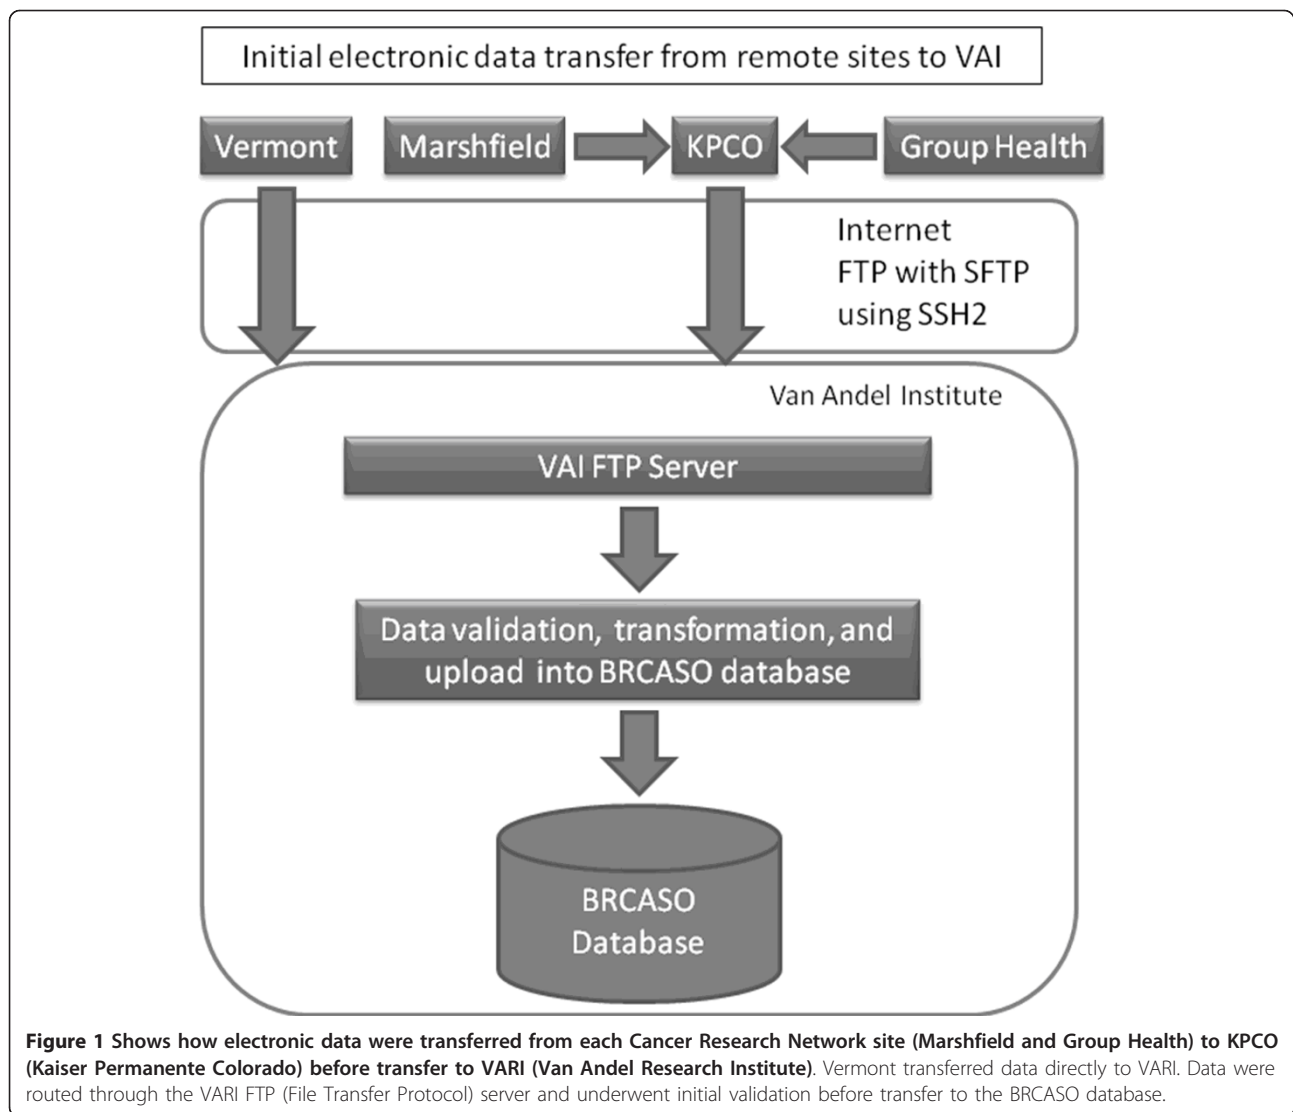 Initial electronic data transfer from remote sites to VAI
Vermont
Marshfield
KPCO
Group Health
Internet
FTP with SFTP
using SSH2
Van Andel Institute
VAI FTP Server
Data validation, transformation, and
upload into BRCASO database
BRCASO
Database
Figure 1 Shows how electronic data were transferred from each Cancer Research Network site (Marshfield and Group Health) to KPCO
(Kaiser Permanente Colorado) before transfer to VARI (Van Andel Research Institute). Vermont transferred data directly to VARI. Data were
routed through the VARI FTP (File Transfer Protocol) server and underwent initial validation before transfer to the BRCASO database.